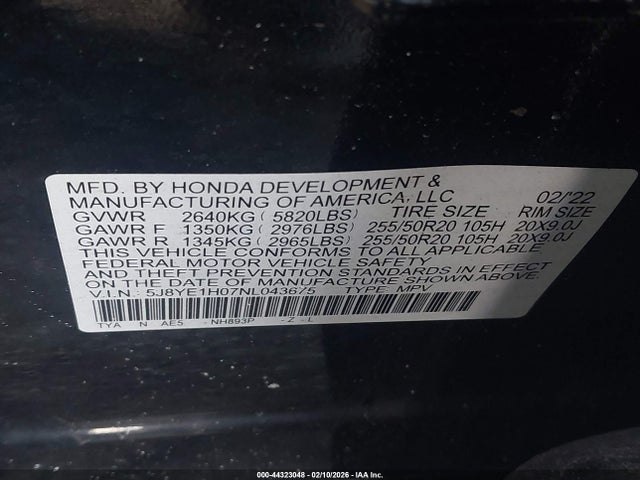 MFD. BY HONDA DEVELOPMENT &
MANUFACTURING OF AMERICA, LLC 02/'22
GVWR 2640KG (5820LBS) TIRE SIZE RIM SIZE
GAWR F 1350KG (2976LBS) 255/50R20 105H 20X9.0J
GAWR R 1345KG (2965LBS) 255/50R20 105H 20X9.0J
THIS VEHICLE CONFORMS TO ALL APPLICABLE
FEDERAL MOTOR VEHICLE SAFETY
AND THEFT PREVENTION STANDARDS IN EFFECT
ON THE DATE OF MANUFACTURE SHOWN ABOVE.
V.I.N.: 5J8YE1H07NL043675 TYPE: MPV
TYA N AE5 -NH893P -Z -L
000-44323048 - 02/10/2026 - IAA Inc.